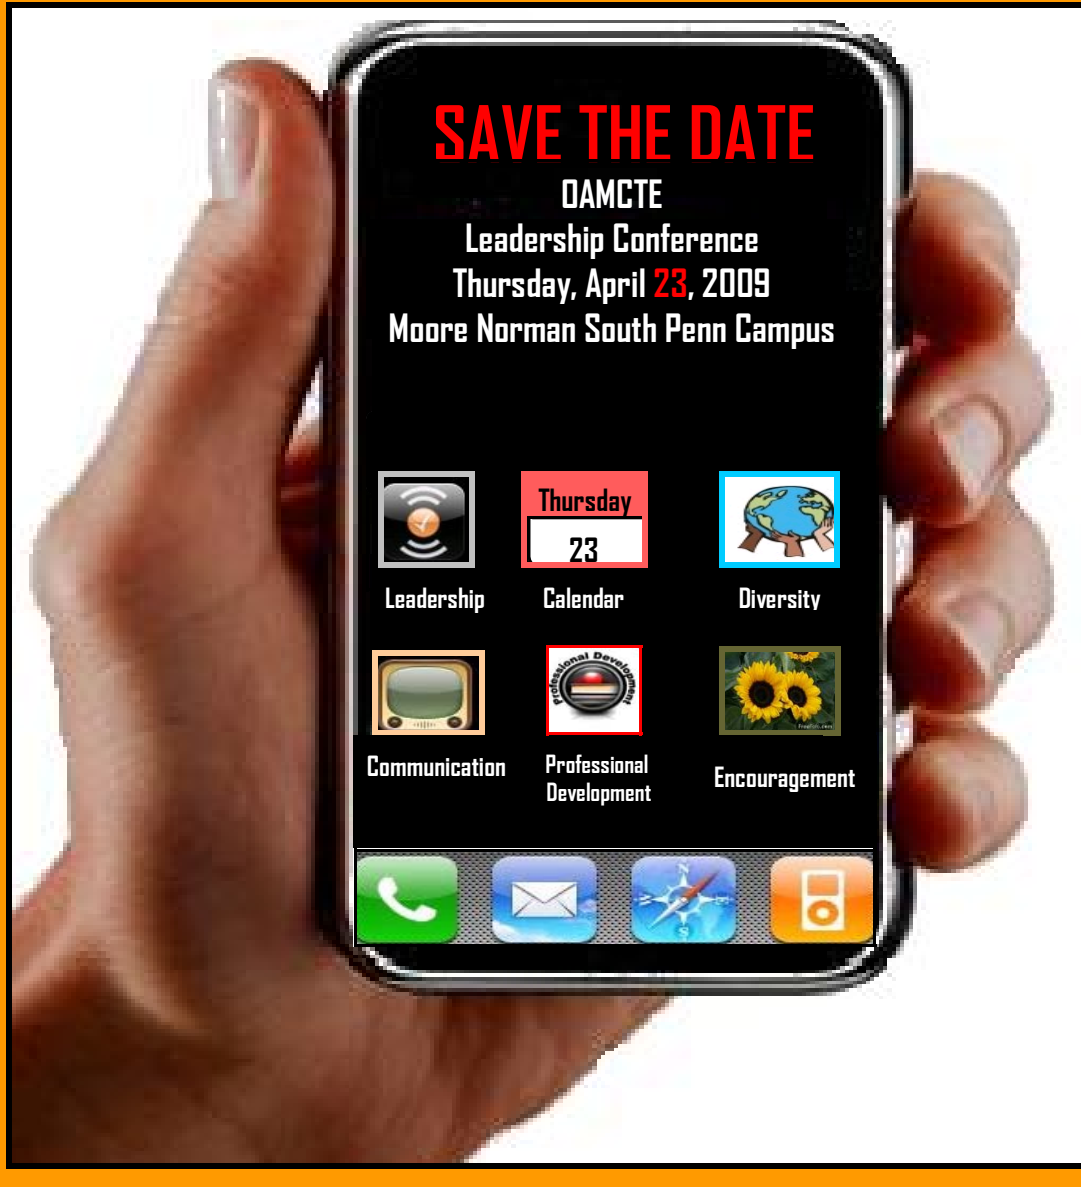 SAVE THE DATE
OAMCTE
Leadership Conference
Thursday, April 23, 2009
Moore Norman South Penn Campus
Thursday
23
Leadership
Calendar
Diversity
Professional Development
Communication
Professional
Development
Encouragement
N
S